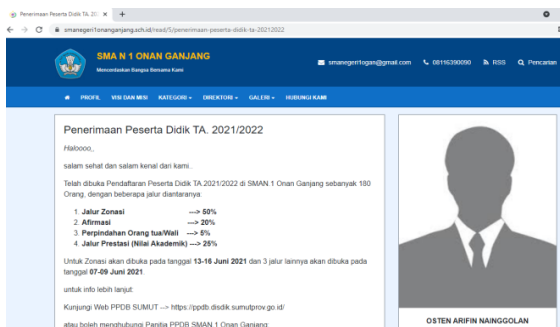 Penerimaan Peserta Didik TA. 20
smanegeri1onanganjang.sch.id/read/5/penerimaan-peserta-didik-ta-20212022
SMA N 1 ONAN GANJANG
Mencerdaskan Bangsa Bersama Kami
smanegeri1ogan@gmail.com 08116390090 RSS Pencarian
PROFIL VISI DAN MISI KATEGORI DIREKTORI GALERI HUBUNGI KAMI
Penerimaan Peserta Didik TA. 2021/2022
Haloooo,,
salam sehat dan salam kenal dari kami..
Telah dibuka Pendaftaran Peserta Didik TA.2021/2022 di SMAN.1 Onan Ganjang sebanyak 180
Orang, dengan beberapa jalur diantaranya:
1. Jalur Zonasi ---> 50%
2. Afirmasi ---> 20%
3. Perpindahan Orang tua/Wali ---> 5%
4. Jalur Prestasi (Nilai Akademik) ---> 25%
Untuk Zonasi akan dibuka pada tanggal 13-16 Juni 2021 dan 3 jalur lainnya akan dibuka pada
tanggal 07-09 Juni 2021.
untuk info lebih lanjut:
Kunjungi Web PPDB SUMUT --> https://ppdb.disdik.sumutprov.go.id/
atau boleh menghubungi Panitia PPDB SMAN 1 Onan Ganjang:
OSTEN ARIFIN NAINGGOLAN